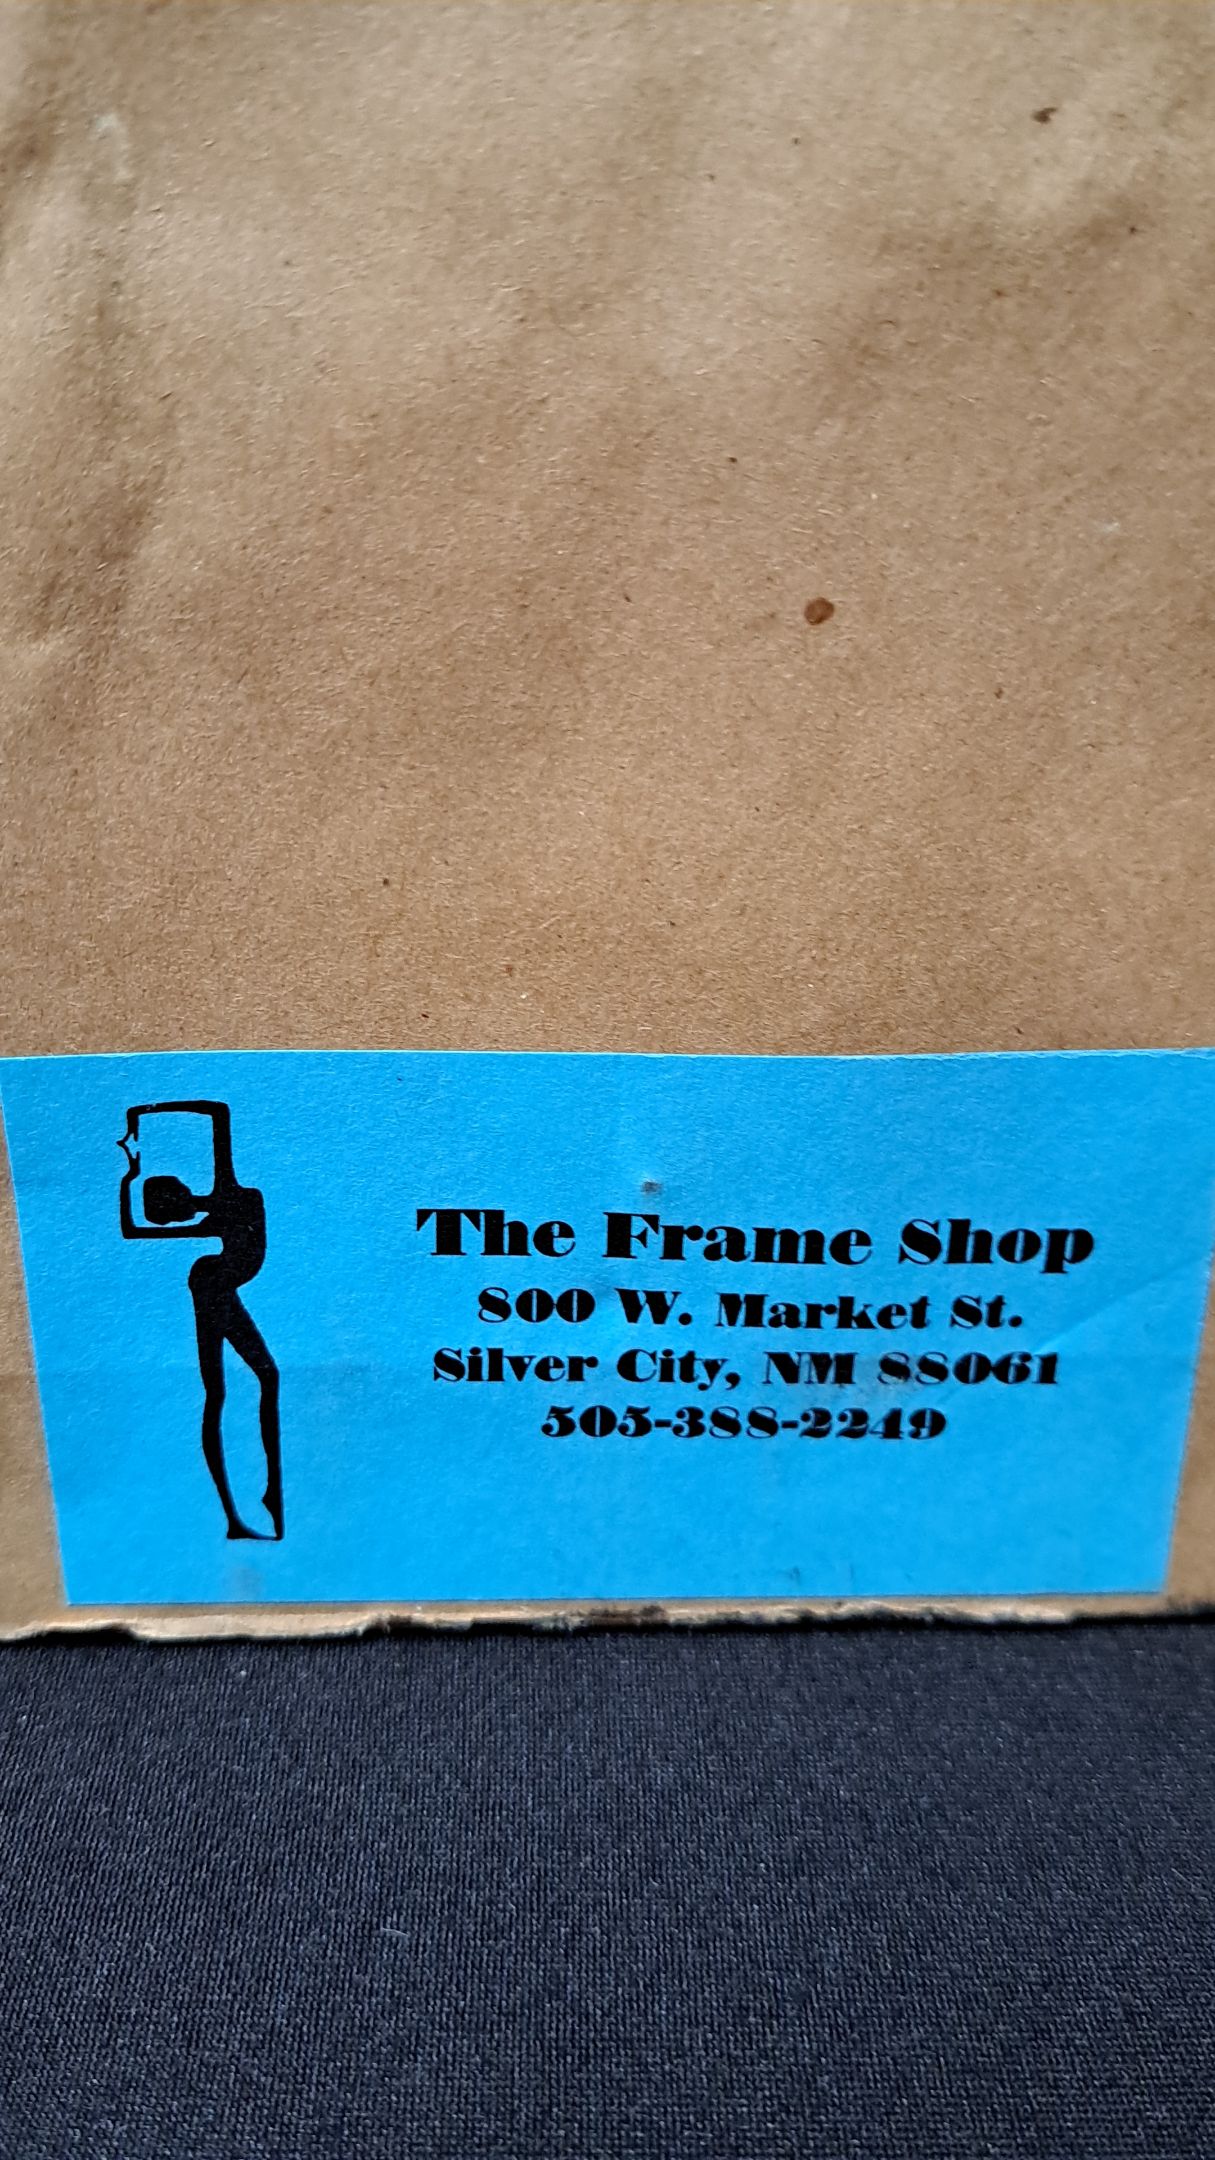 The Frame Shop
800 W. Market St.
Silver City, NM 88061
505-388-2249